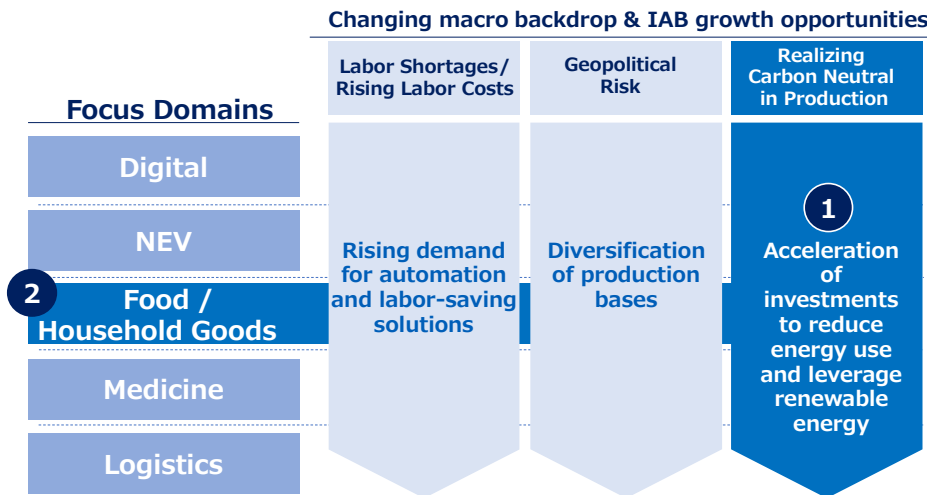 Changing macro backdrop & IAB growth opportunities
Labor Shortages/
Rising Labor Costs
Geopolitical
Risk
Realizing
Carbon Neutral
in Production
Focus Domains
Digital
NEV
2
Food /
Household Goods
Medicine
Logistics
Rising demand
for automation
and labor-saving
solutions
Diversification
of production
bases
1
Acceleration
of
investments
to reduce
energy use
and leverage
renewable
energy